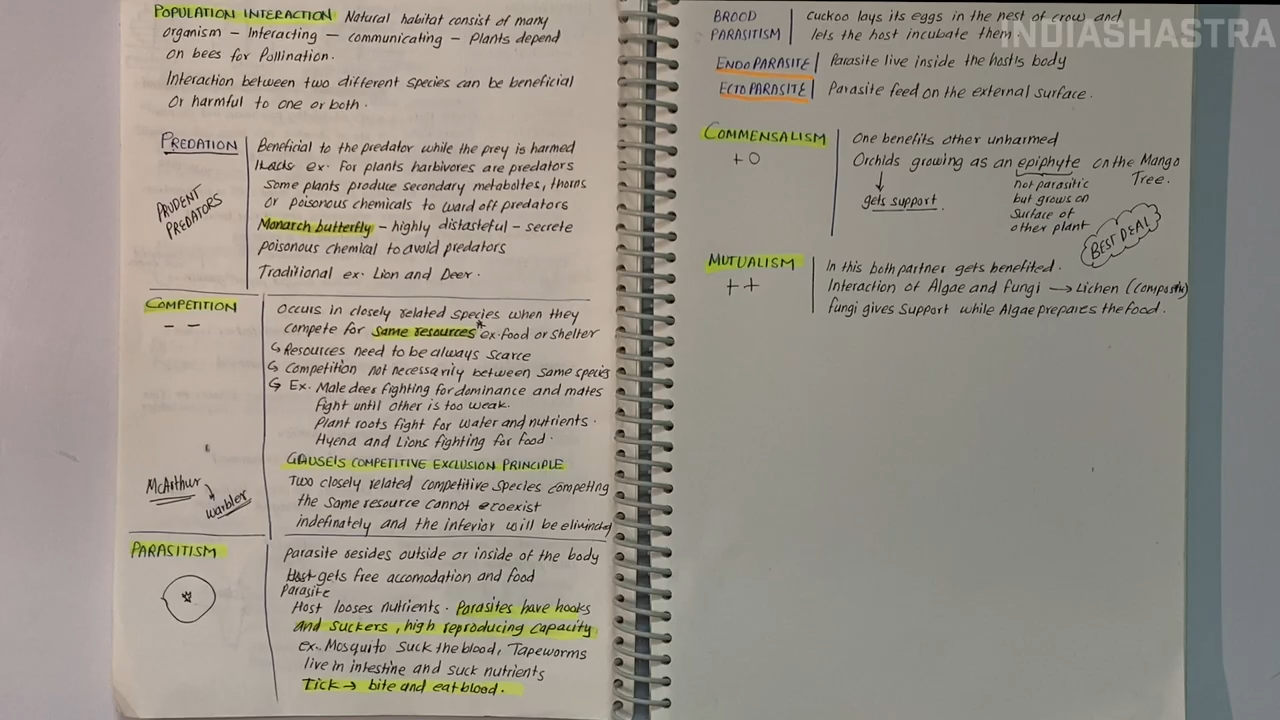 POPULATION INTERACTION Natural habitat consist of many
organism - Interacting - communicating - Plants depend
on bees for Pollination.
Interaction between two different Species can be beneficial
Or harmful to one or both.
PREDATION
PRUDENT
PREDATORS
Beneficial to the predator while the prey is harmed
ex. For plants harbivores are predators
Some plants produce secondary metaboltes, thorns
or poisonous chemicals to ward off predators
Monarch butterfly - highly distasteful - secrete
poisonous chemial to avoid predators
Traditional ex. Lion and Deer.
COMPETITION
- -
Occurs in closely related species when they
compete for same resources* ex. food or shelter
↳ Resources need to be always scarce
↳ Competition not necessarily between same species
↳ Ex. Male deer fighting for dominance and mates
fight until other is too weak.
Plant roots fight for water and nutrients.
Hyena and Lions fighting for food.
GAUSE'S COMPETITIVE EXCLUSION PRINCIPLE
McArthur
warbler
Two closely related competitive species competing
the same resource cannot coexist
indefinately and the inferior will be
PARASITISM
Parasite resides outside or inside of the body
Host gets free accomodation and food
Parasite
Host looses nutrients. Parasites have hooks
and suckers, high reproducing capacity
ex. Mosquito suck the blood, Tapeworms
live in intestine and suck nutrients
Tick → bite and eat blood.
BROOD
PARASITISM
Cuckoo lays its eggs in the nest of crow and
lets the host incubate them.
INDIASHASTRA
ENDOPARASITE Parasite live inside the host's body
ECTOPARASITE Parasite feed on the external surface.
COMMENSALISM
+ 0
One benefits other unharmed
Orchids growing as an epiphyte on the Mango
Tree.
↓
gets support.
not parasitic
but grows on
Surface of
other plant
BEST DEAL
MUTUALISM
+ +
In this both partner gets benefited.
Interaction of Algae and Fungi → Lichen
Fungi gives support while Algae prepares the food.